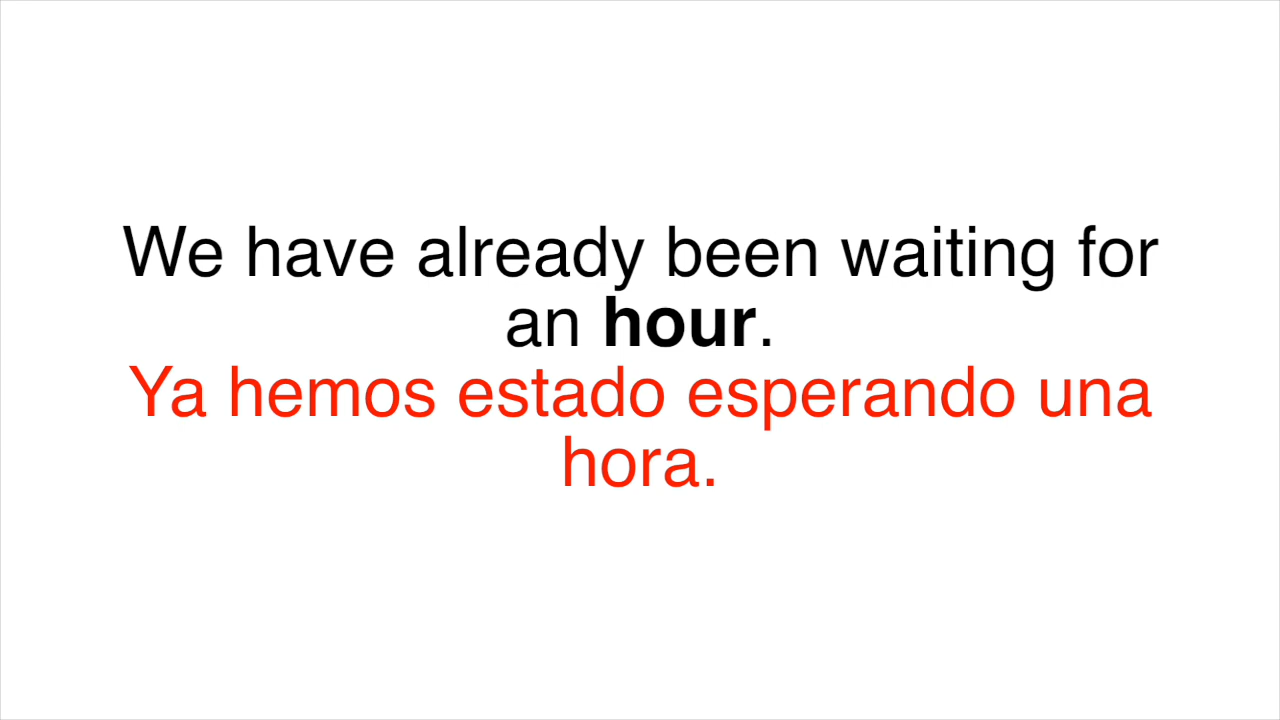 We have already been waiting for
an hour.
Ya hemos estado esperando una
hora.